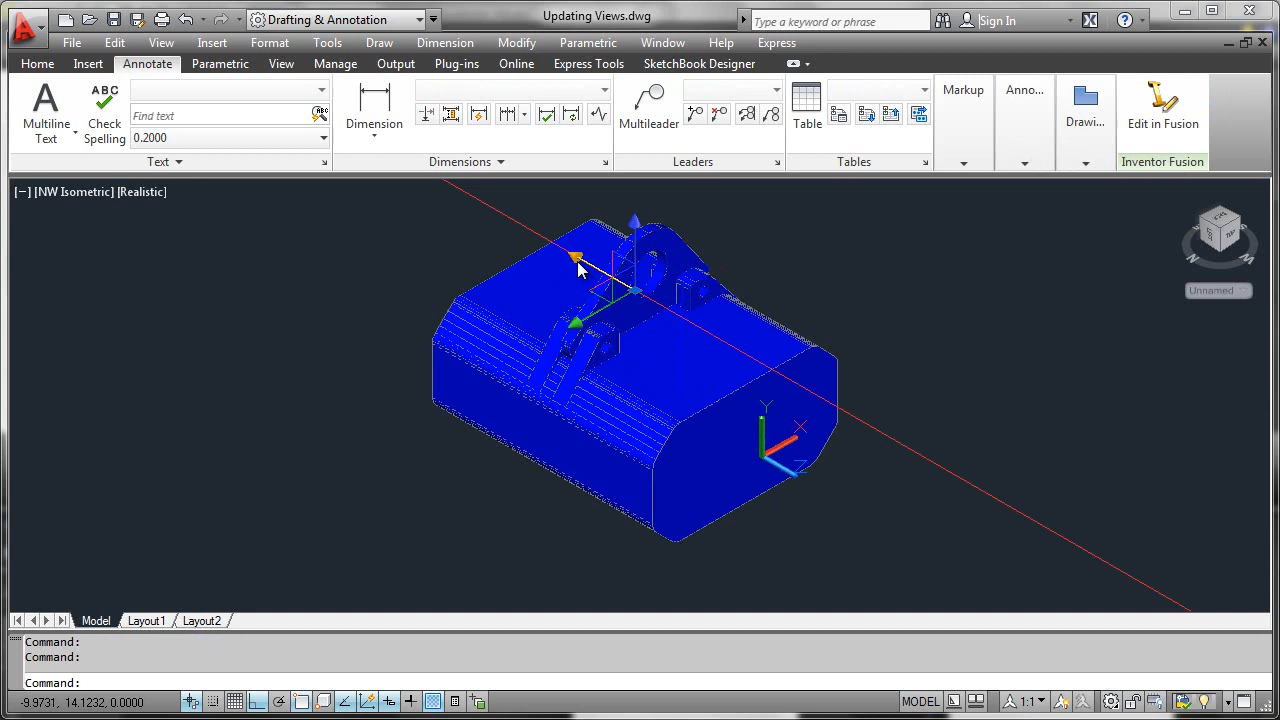 Drafting & Annotation
Updating Views.dwg
Type a keyword or phrase
Sign In
File Edit View Insert Format Tools Draw Dimension Modify Parametric Window Help Express
Home Insert Annotate Parametric View Manage Output Plug-ins Online Express Tools SketchBook Designer
A
Multiline
Text
ABC
Check
Spelling
Find text
0.2000
Dimension
Multileader
Table
Markup
Anno...
Drawi...
Edit in Fusion
Text
Dimensions
Leaders
Tables
Inventor Fusion
[−] [NW Isometric] [Realistic]
N
W
Unnamed
Y
X
Z
Model Layout1 Layout2
Command:
Command:
Command:
-9.9731, 14.1232, 0.0000
MODEL
1:1